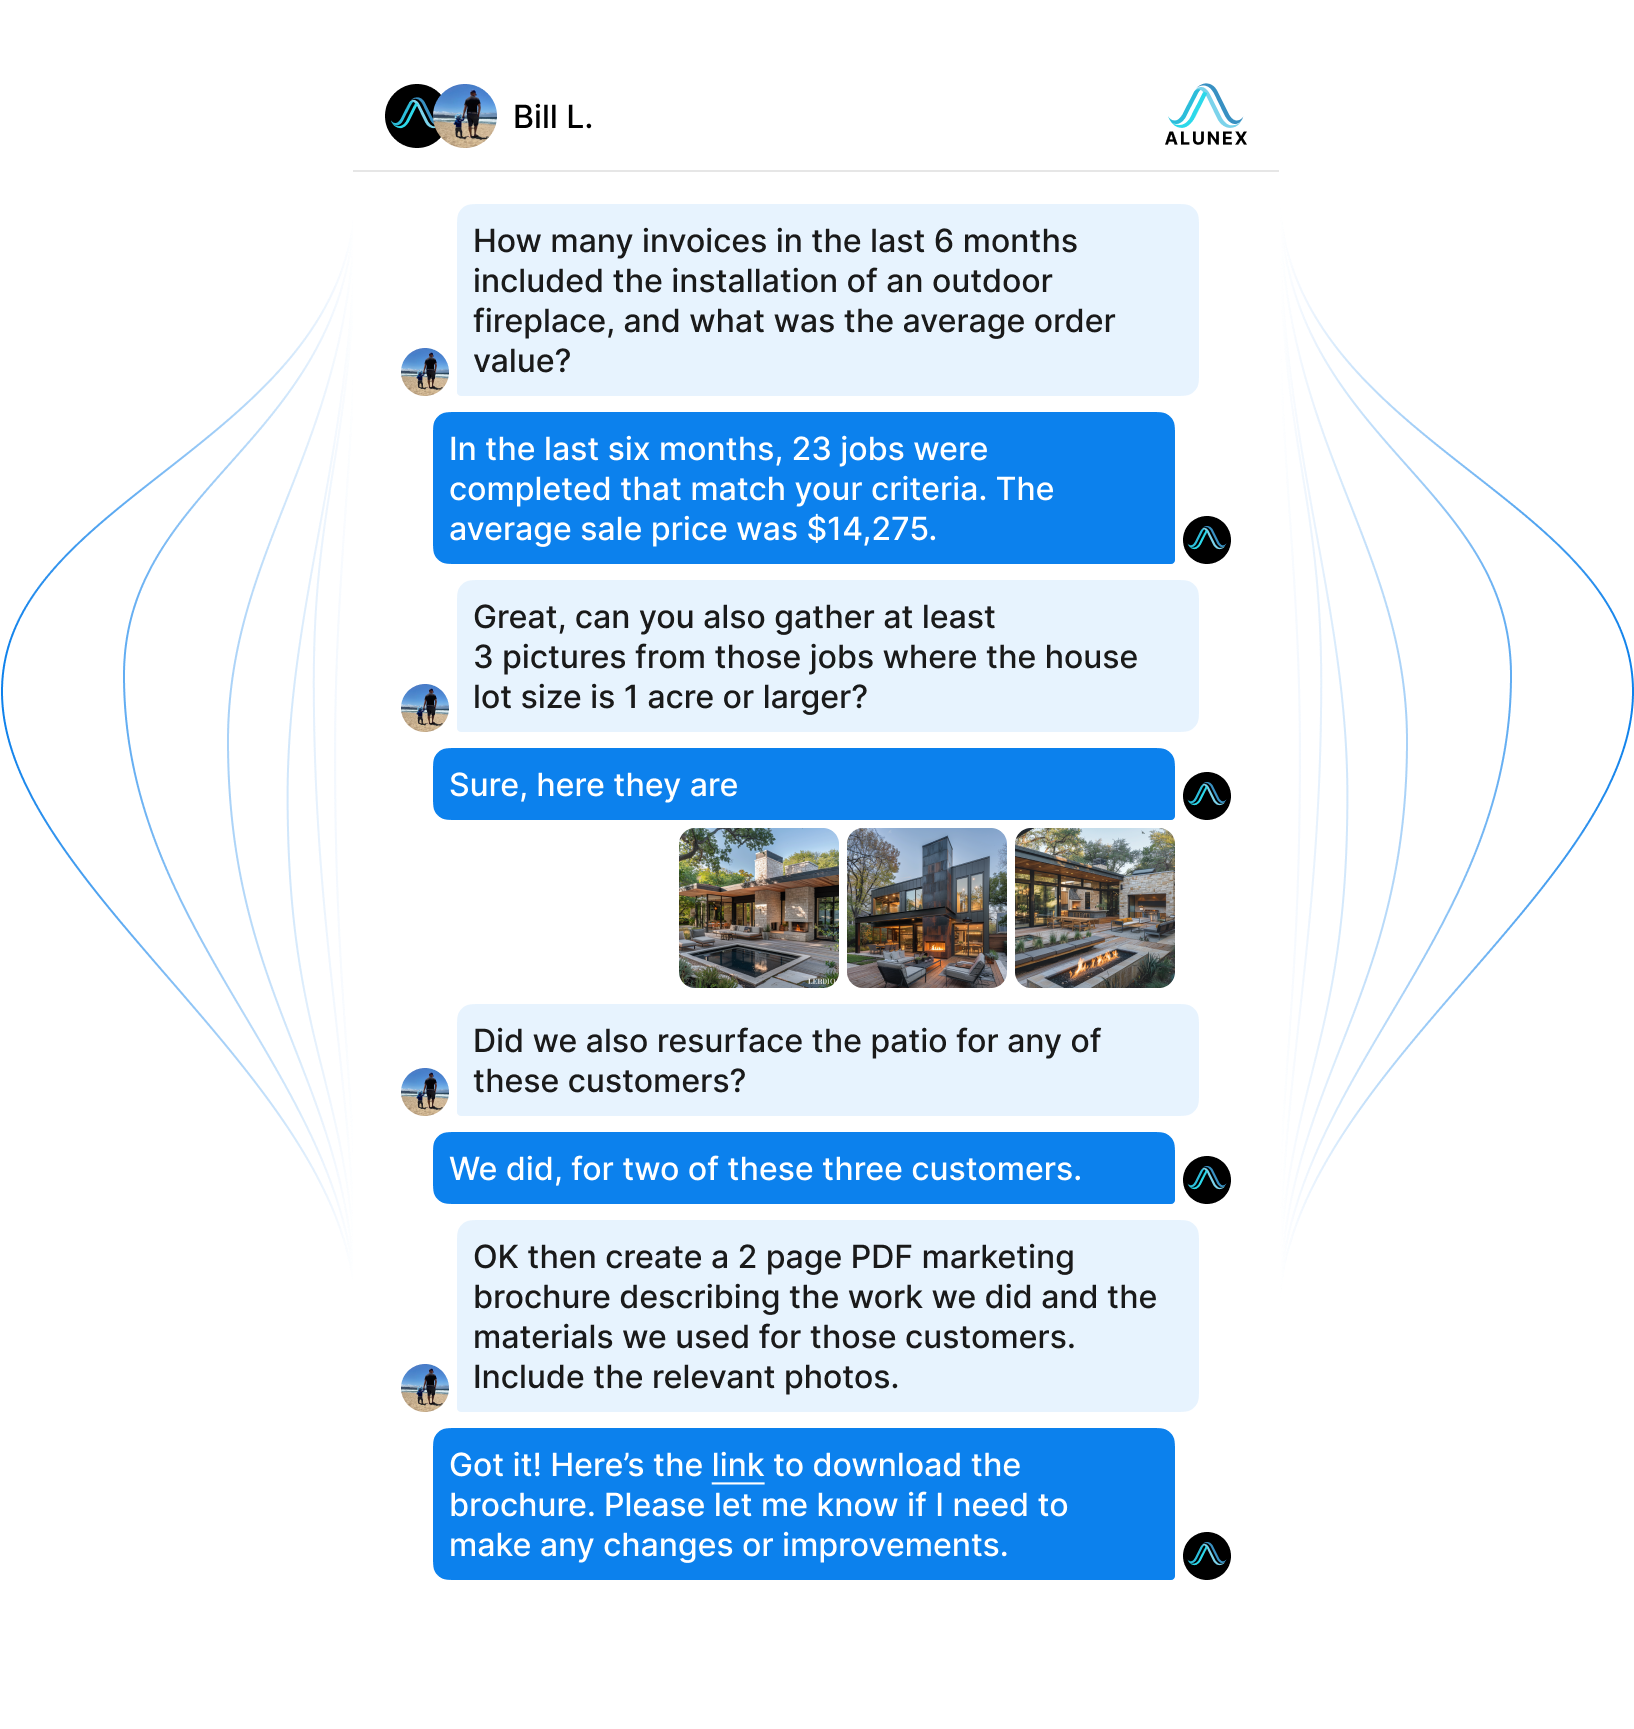 Bill L.
ALUNEX
How many invoices in the last 6 months
included the installation of an outdoor
fireplace, and what was the average order
value?
In the last six months, 23 jobs were
completed that match your criteria. The
average sale price was $14,275.
Great, can you also gather at least
3 pictures from those jobs where the house
lot size is 1 acre or larger?
Sure, here they are
Did we also resurface the patio for any of
these customers?
We did, for two of these three customers.
OK then create a 2 page PDF marketing
brochure describing the work we did and the
materials we used for those customers.
Include the relevant photos.
Got it! Here’s the link to download the
brochure. Please let me know if I need to
make any changes or improvements.